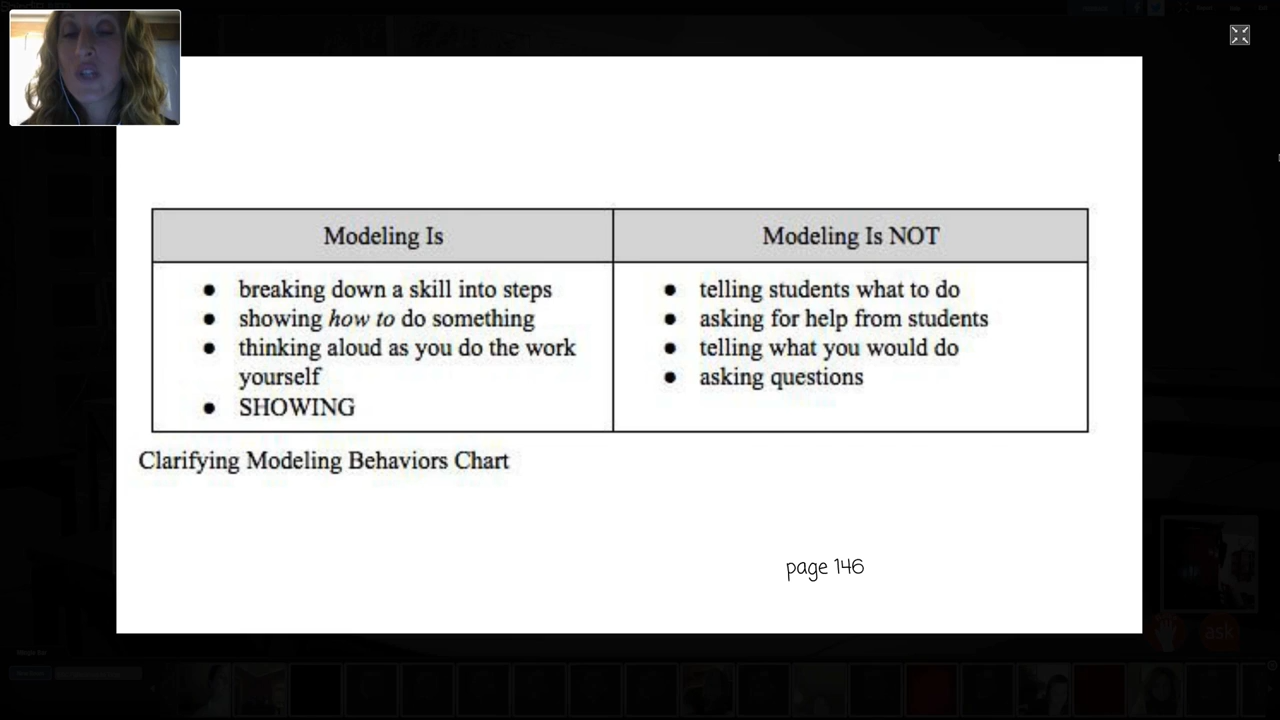 Modeling Is
Modeling Is NOT
● breaking down a skill into steps
● showing how to do something
● thinking aloud as you do the work
yourself
● SHOWING
● telling students what to do
● asking for help from students
● telling what you would do
● asking questions
Clarifying Modeling Behaviors Chart
page 146
ask